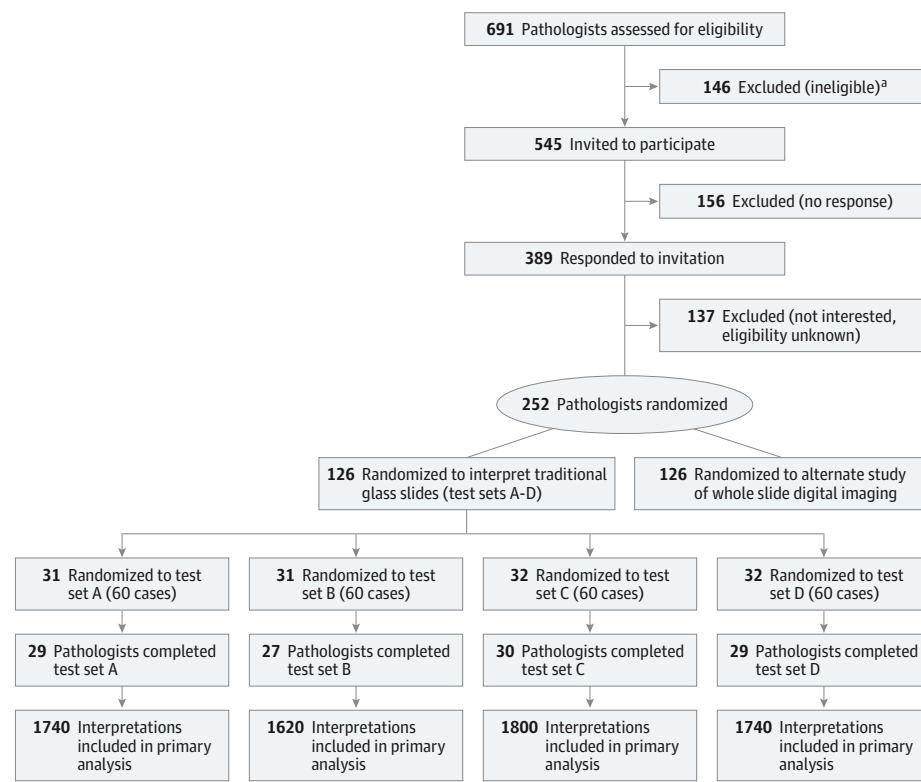 691 Pathologists assessed for eligibility
146 Excluded (ineligible)a
545 Invited to participate
156 Excluded (no response)
389 Responded to invitation
137 Excluded (not interested,
eligibility unknown)
252 Pathologists randomized
126 Randomized to interpret traditional
glass slides (test sets A-D)
126 Randomized to alternate study
of whole slide digital imaging
31 Randomized to test
set A (60 cases)
31 Randomized to test
set B (60 cases)
32 Randomized to test
set C (60 cases)
32 Randomized to test
set D (60 cases)
29 Pathologists completed
test set A
27 Pathologists completed
test set B
30 Pathologists completed
test set C
29 Pathologists completed
test set D
1740 Interpretations
included in primary
analysis
1620 Interpretations
included in primary
analysis
1800 Interpretations
included in primary
analysis
1740 Interpretations
included in primary
analysis